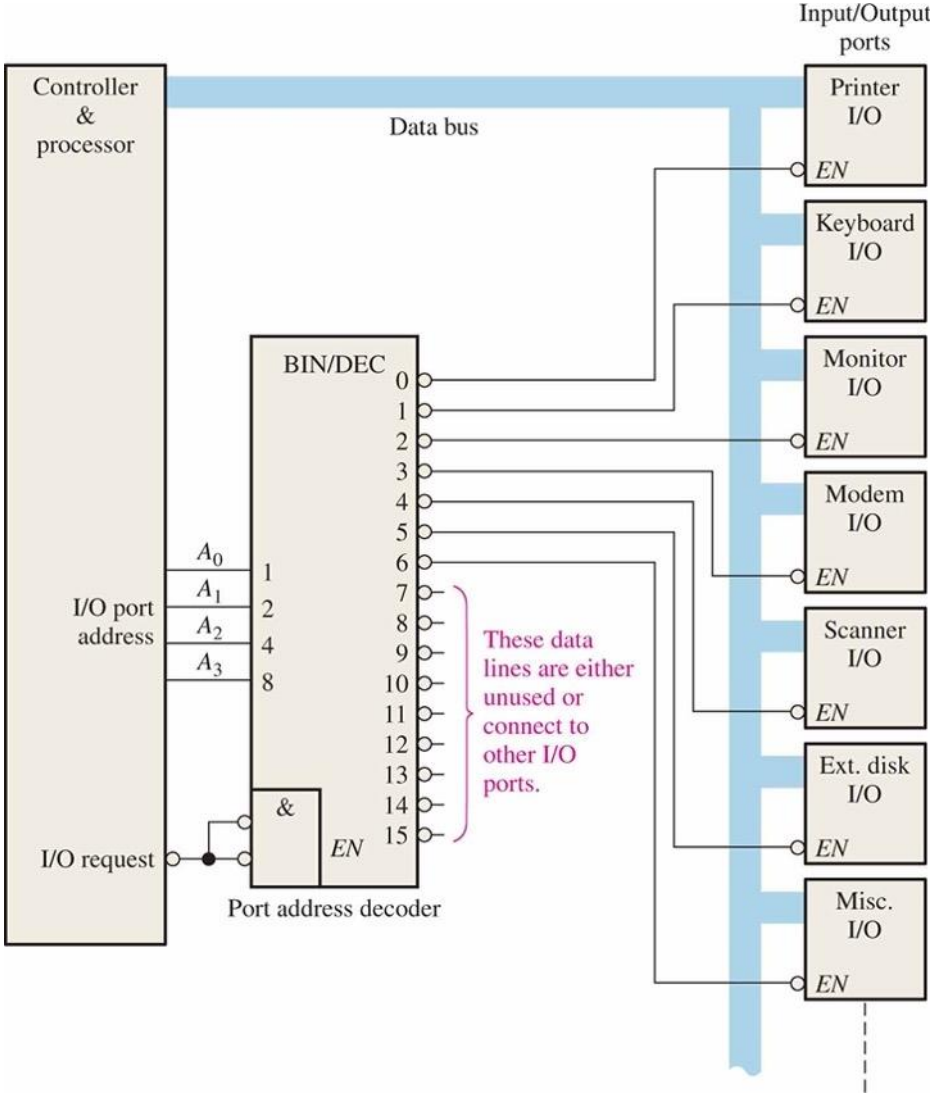 Input/Output
ports
Controller
&
processor
Data bus
Printer
I/O
EN
Keyboard
I/O
EN
Monitor
I/O
EN
Modem
I/O
EN
Scanner
I/O
EN
Ext. disk
I/O
EN
Misc.
I/O
EN
BIN/DEC
0
1
2
3
4
5
6
7
8
9
10
11
12
13
14
15
A0
A1
A2
A3
1
2
4
8
I/O port
address
&
EN
I/O request
Port address decoder
These data
lines are either
unused or
connect to
other I/O
ports.